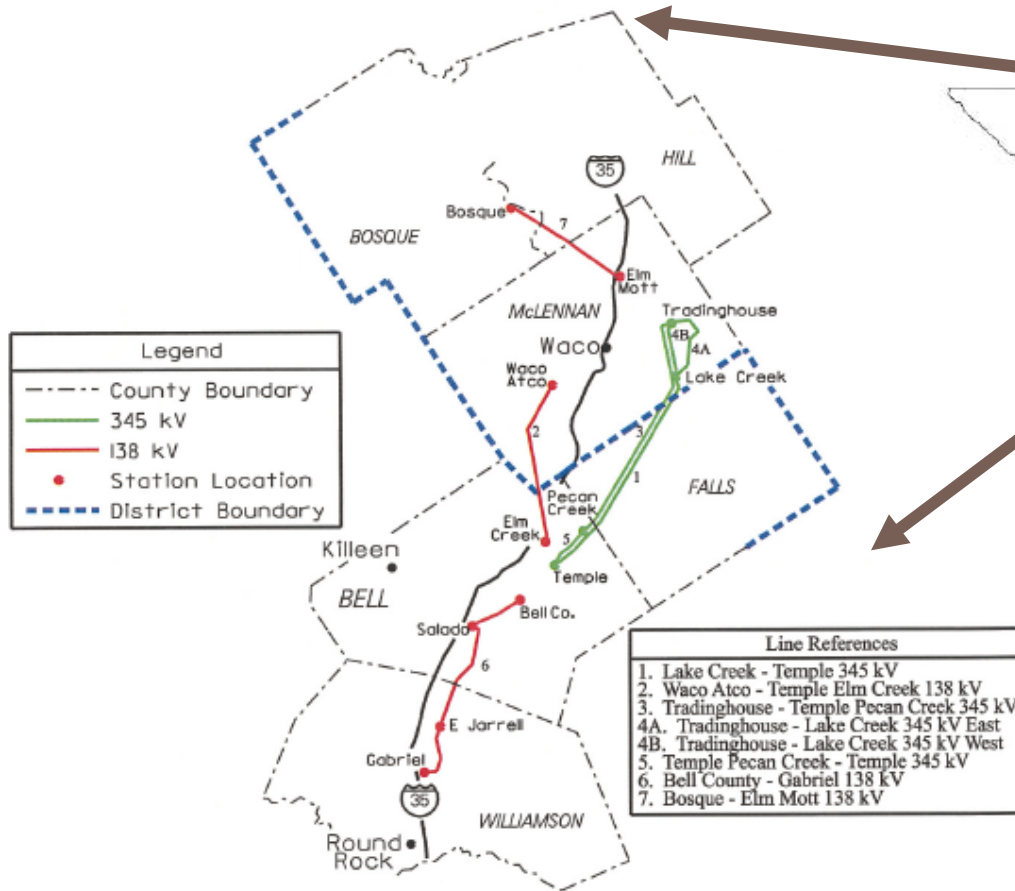 HILL
35
Bosque
7
BOSQUE
Elm
Mott
McLENNAN
Tradinghouse
4B
4A
Waco
Waco
Atco
Lake Creek
2
3
1
FALLS
Pecan
Creek
Elm
Creek
5
Temple
Killeen
BELL
Bell Co.
Salado
6
E Jarrell
Gabriel
35
WILLIAMSON
Round
Rock
Legend
County Boundary
345 kV
138 kV
Station Location
District Boundary
Line References
1. Lake Creek - Temple 345 kV
2. Waco Atco - Temple Elm Creek 138 kV
3. Tradinghouse - Temple Pecan Creek 345 kV
4A. Tradinghouse - Lake Creek 345 kV East
4B. Tradinghouse - Lake Creek 345 kV West
5. Temple Pecan Creek - Temple 345 kV
6. Bell County - Gabriel 138 kV
7. Bosque - Elm Mott 138 kV